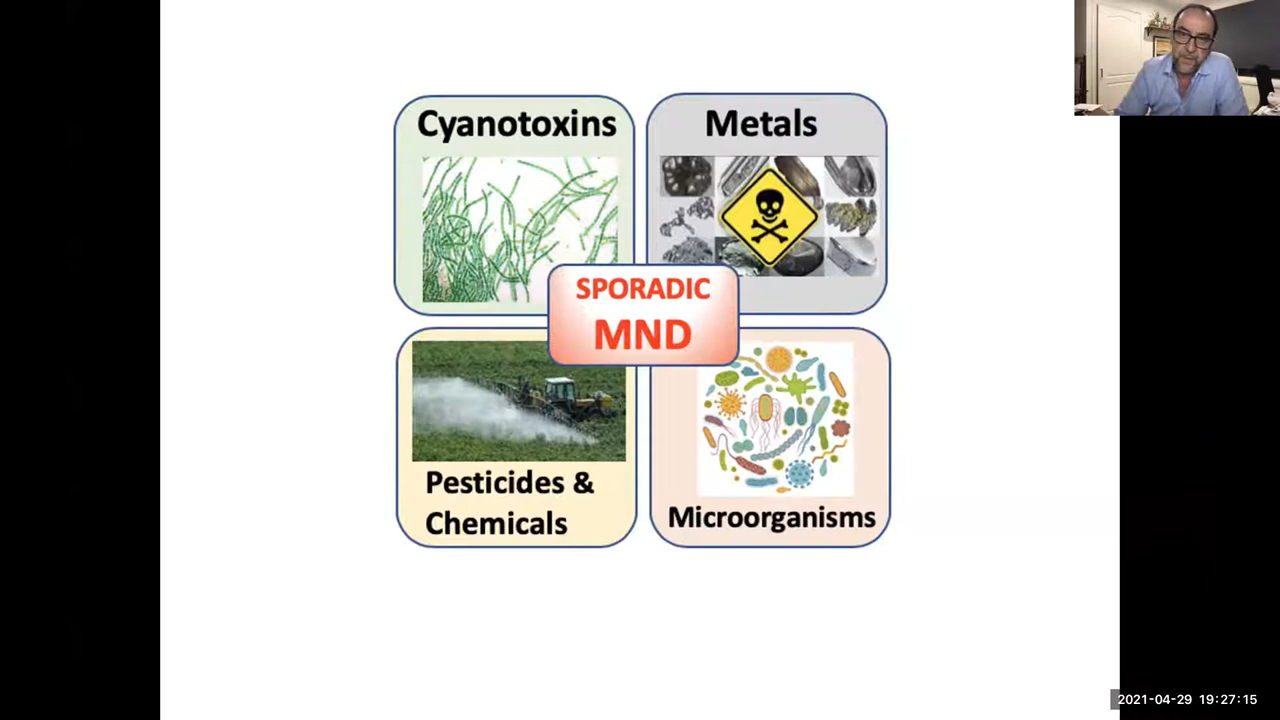 Cyanotoxins
Metals
SPORADIC
MND
Pesticides &
Chemicals
Microorganisms
2021-04-29 19:27:15